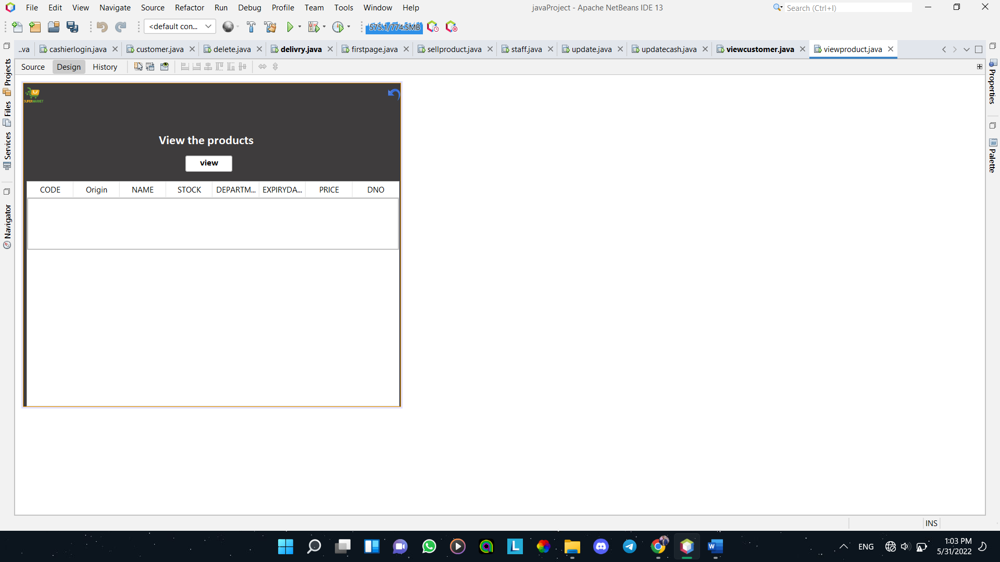 File Edit View Navigate Source Refactor Run Debug Profile Team Tools Window Help
javaProject - Apache NetBeans IDE 13
Search (Ctrl+I)
<default con...
575.1/774.5MB
..va
cashierlogin.java
customer.java
delete.java
delivry.java
firstpage.java
sellproduct.java
staff.java
update.java
updatecash.java
viewcustomer.java
viewproduct.java
Source Design History
Projects
Files
Services
Navigator
Properties
Palette
SUPERMARKET
View the products
view
CODE Origin NAME STOCK DEPARTM... EXPIRYDA... PRICE DNO
INS
ENG
1:03 PM
5/31/2022